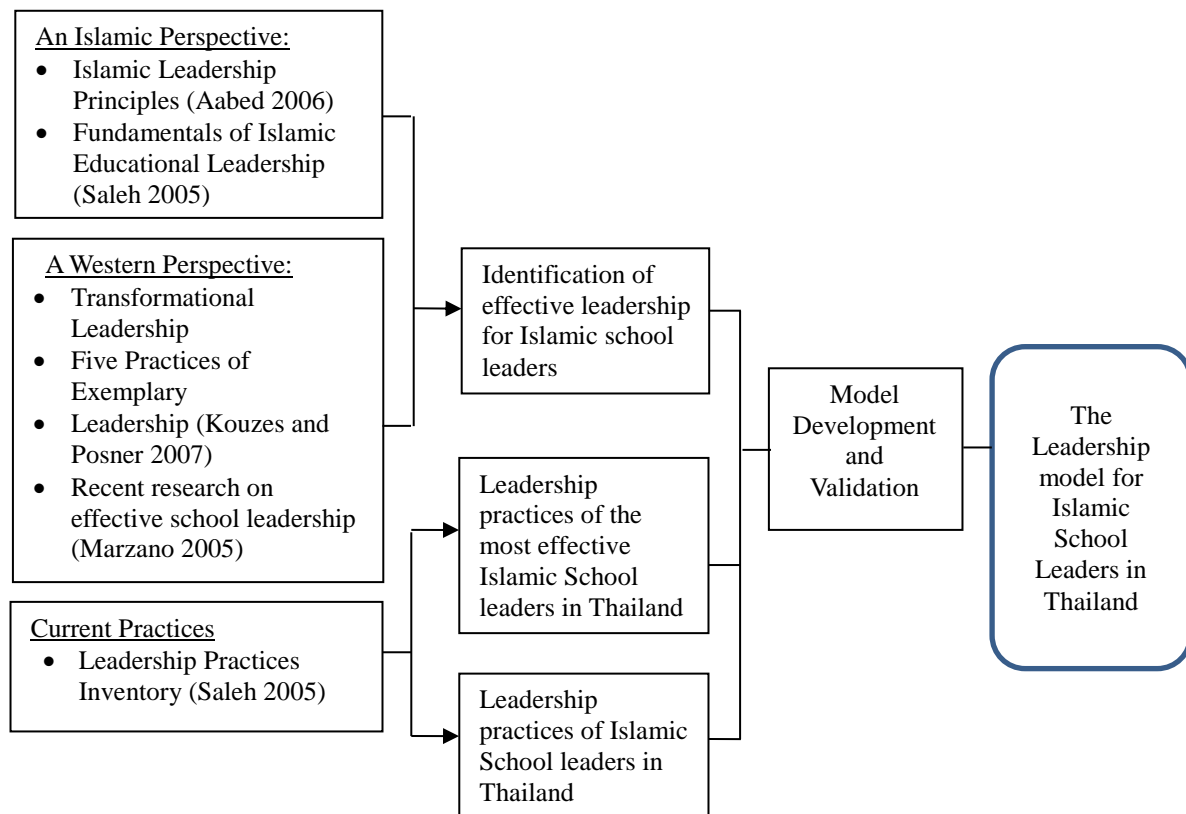 An Islamic Perspective:
• Islamic Leadership
Principles (Aabed 2006)
• Fundamentals of Islamic
Educational Leadership
(Saleh 2005)
A Western Perspective:
• Transformational
Leadership
• Five Practices of
Exemplary
• Leadership (Kouzes and
Posner 2007)
• Recent research on
effective school leadership
(Marzano 2005)
Current Practices
• Leadership Practices
Inventory (Saleh 2005)
Identification of
effective leadership
for Islamic school
leaders
Leadership
practices of the
most effective
Islamic School
leaders in Thailand
Leadership
practices of Islamic
School leaders in
Thailand
Model
Development
and
Validation
The
Leadership
model for
Islamic
School
Leaders in
Thailand